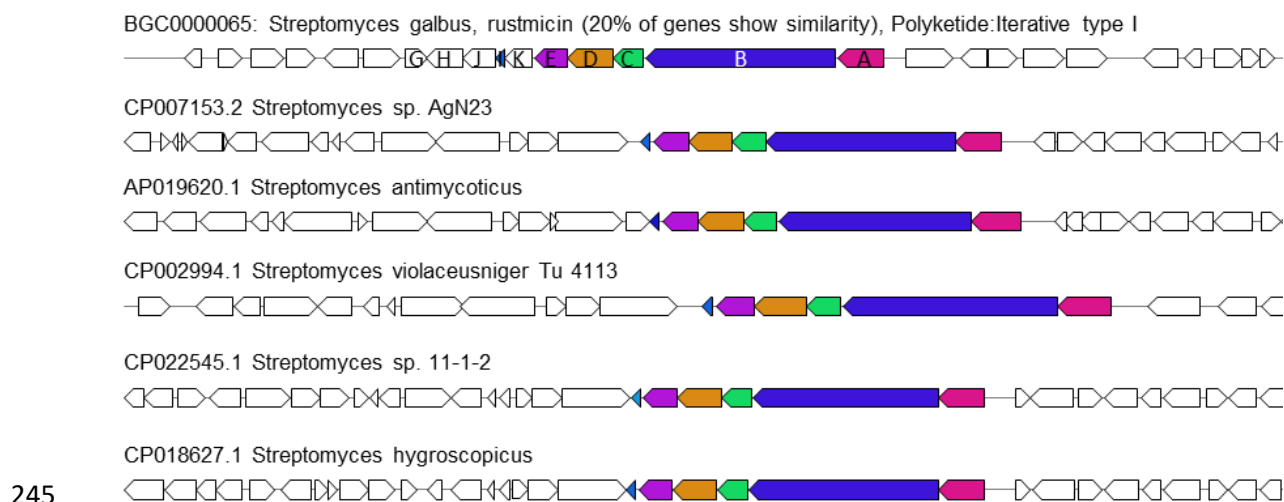 BGC0000065: Streptomyces galbus, rustmicin (20% of genes show similarity), Polyketide:Iterative type I
G H J K E D C B A
CP007153.2 Streptomyces sp. AgN23
AP019620.1 Streptomyces antimycoticus
CP002994.1 Streptomyces violaceusniger Tu 4113
CP022545.1 Streptomyces sp. 11-1-2
CP018627.1 Streptomyces hygroscopicus
245